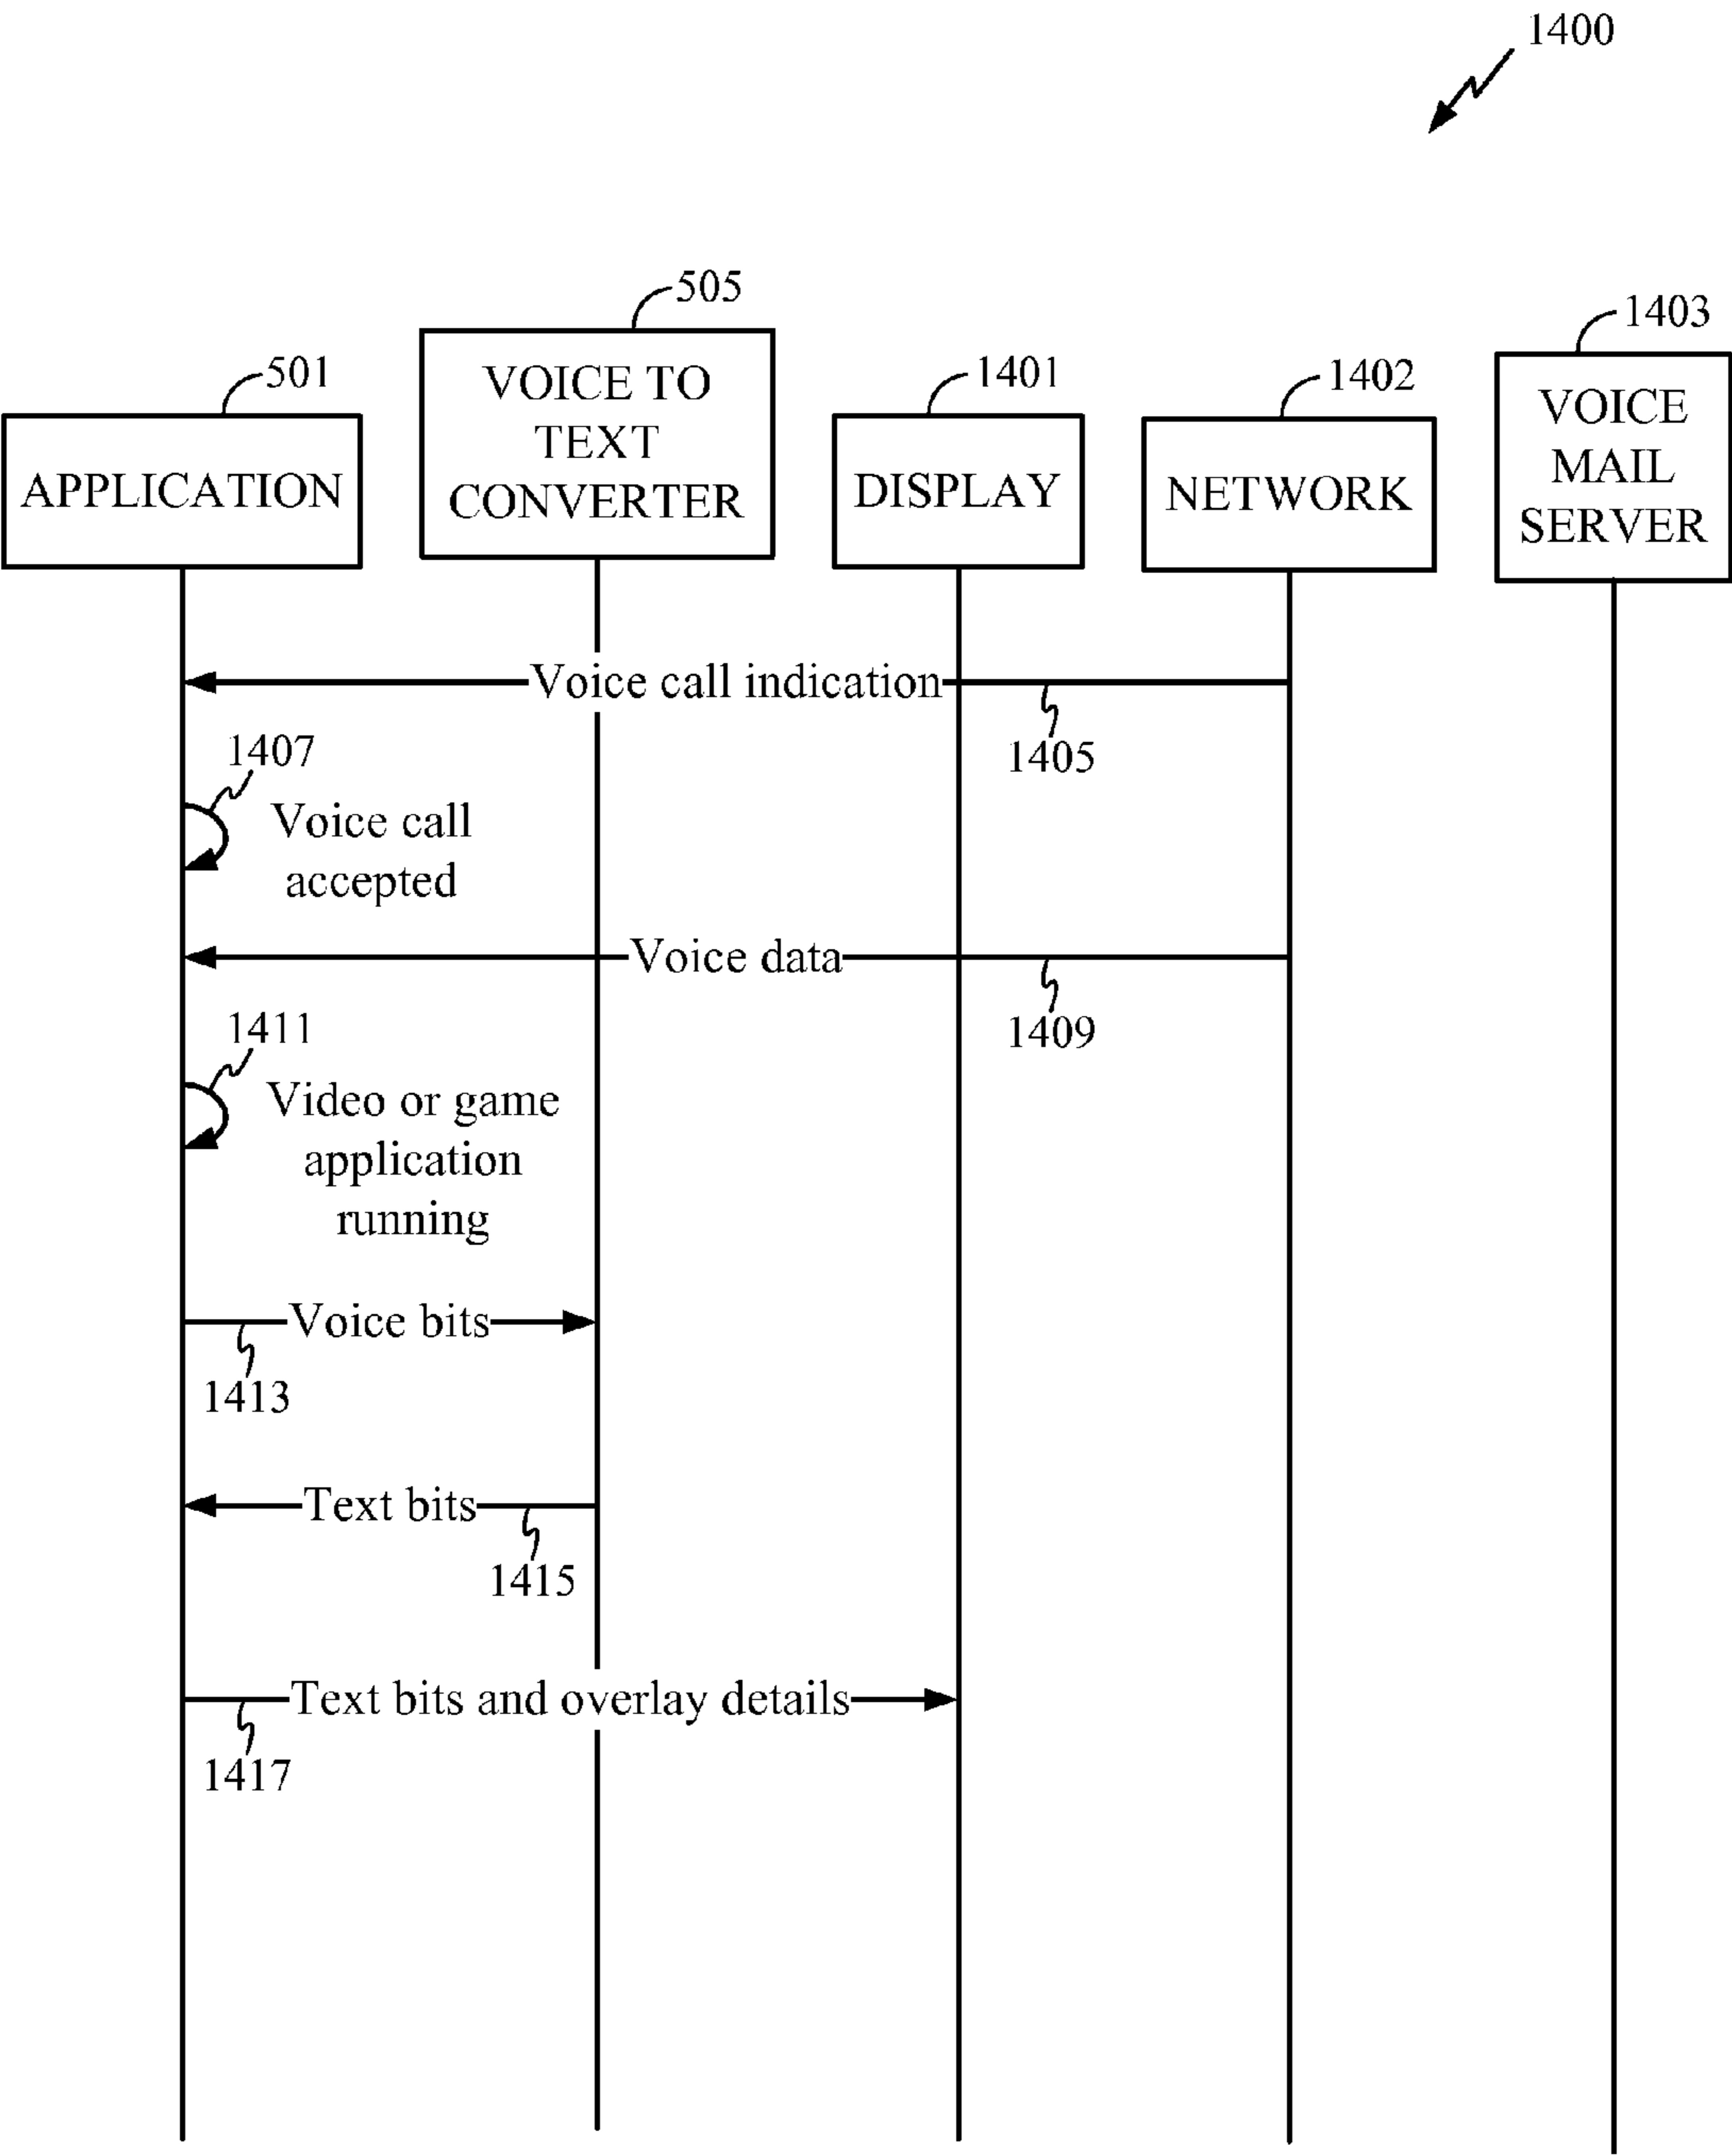 1400
505
1403
501
1401
1402
VOICE TO
TEXT
CONVERTER
VOICE
MAIL
SERVER
APPLICATION
DISPLAY
NETWORK
Voice call indication
1405
1407
Voice call
accepted
Voice data
1409
1411
Video or game
application
running
Voice bits
1413
Text bits
1415
Text bits and overlay details
1417